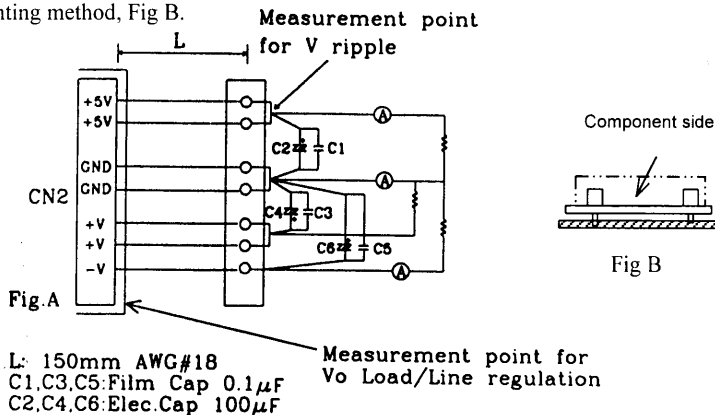 nting method, Fig B.
Measurement point
for V ripple
L
+5V
+5V
GND
GND
CN2
+V
+V
-V
C2
C1
C4
C3
C6
C5
A
A
A
Component side
Fig B
Fig.A
L: 150mm AWG#18
C1,C3,C5:Film Cap 0.1μF
C2,C4,C6:Elec.Cap 100μF
Measurement point for
Vo Load/Line regulation